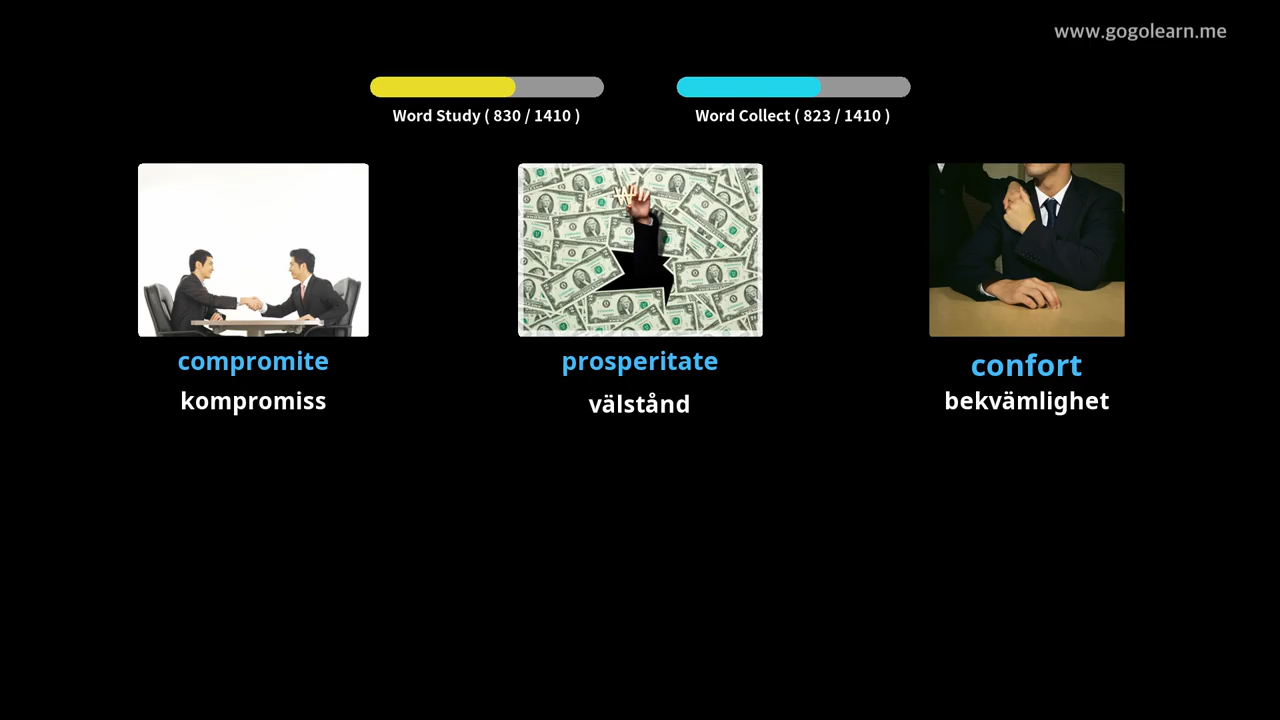 www.gogolearn.me
Word Study ( 830 / 1410 )
Word Collect ( 823 / 1410 )
compromite
prosperitate
confort
kompromiss
välstånd
bekvämlighet